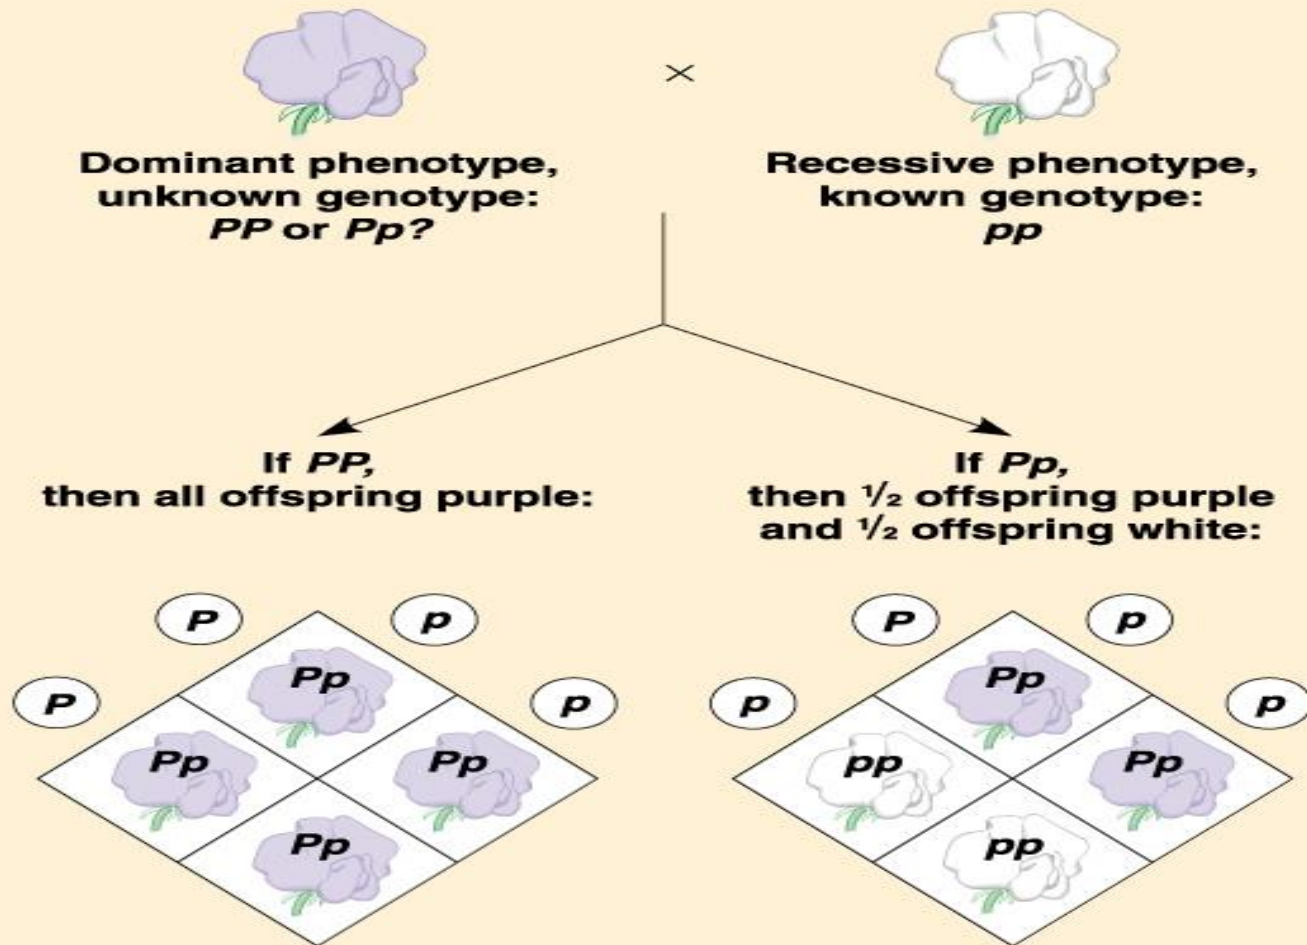 ×
Dominant phenotype,
unknown genotype:
PP or Pp?
Recessive phenotype,
known genotype:
pp
If PP,
then all offspring purple:
If Pp,
then ½ offspring purple
and ½ offspring white:
P
p
P
p
Pp
Pp
Pp
Pp
P
p
p
p
Pp
pp
Pp
pp